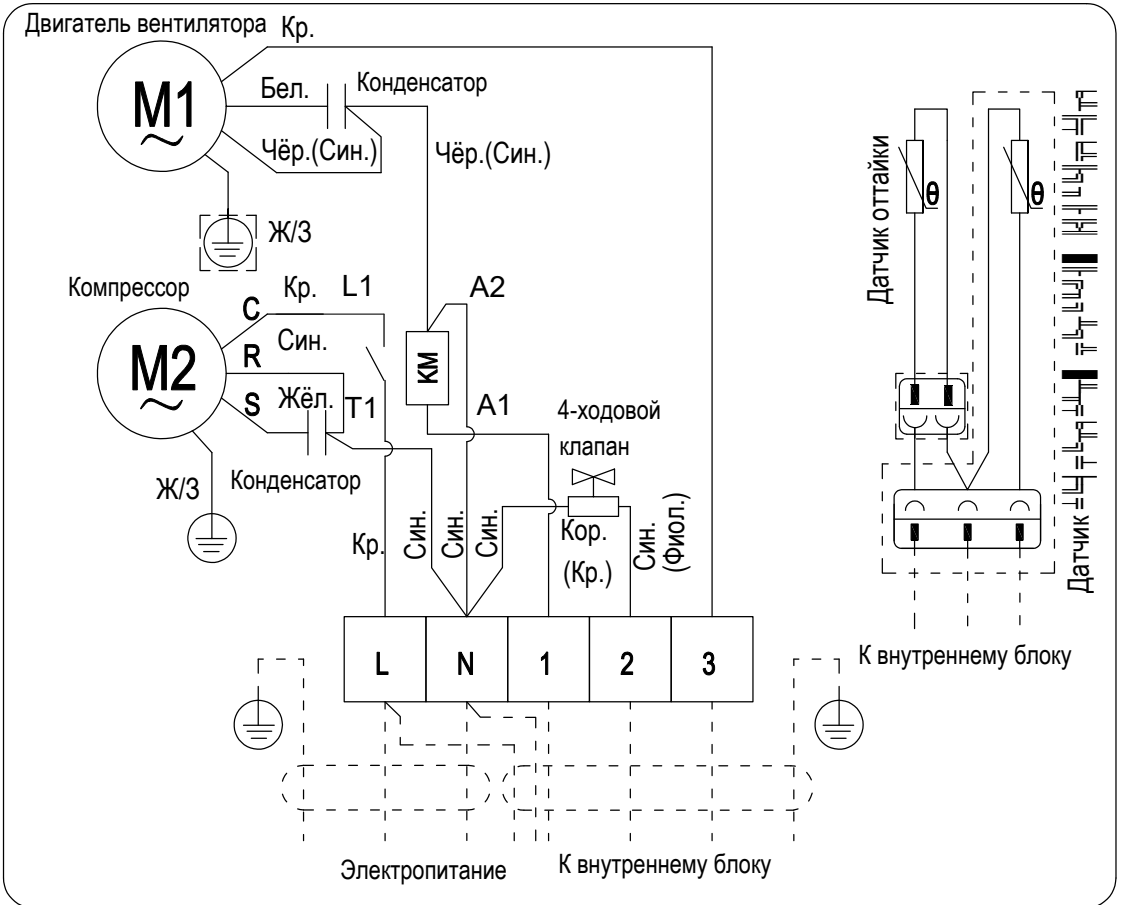 Двигатель вентилятора Кр.
M1
Бел.
Конденсатор
Чёр.(Син.)
Чёр.(Син.)
Ж/З
Компрессор
M2
C
Кр.
L1
A2
R
Син.
S
Жёл.
T1
КМ
A1
4-ходовой
клапан
Конденсатор
Ж/З
Кр.
Син.
Син.
Син.
Кор.
(Кр.)
Син.
(Фиол.)
L
N
1
2
3
Электропитание
К внутреннему блоку
Датчик оттайки
θ
θ
Датчик
К внутреннему блоку